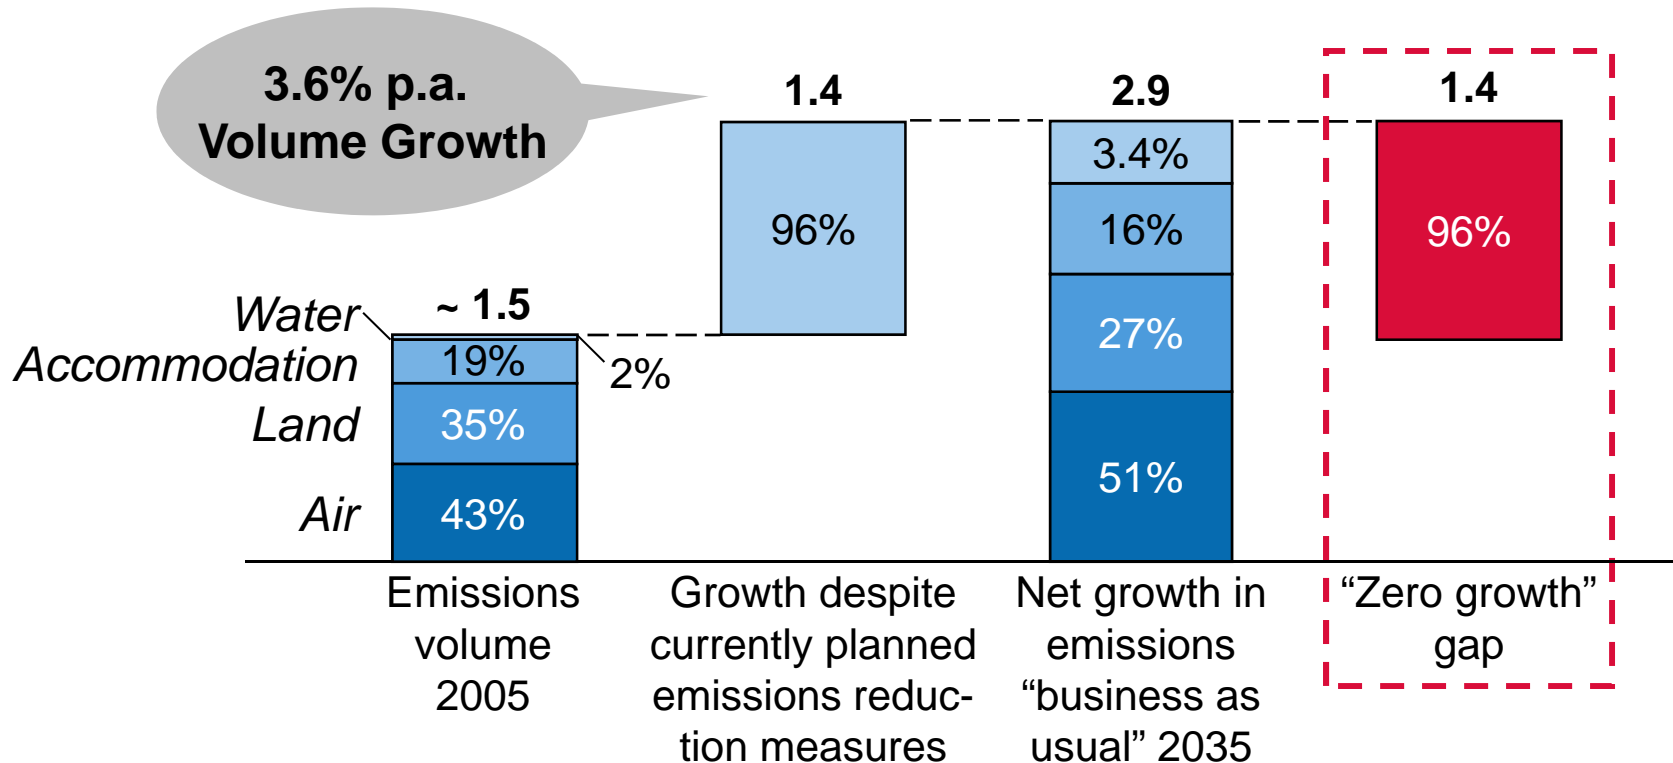 3.6% p.a.
Volume Growth
1.4
2.9
1.4
3.4%
96%
16%
96%
~ 1.5
Water
Accommodation
19%
2%
27%
Land
35%
51%
Air
43%
Emissions
volume
2005
Growth despite
currently planned
emissions reduc-
tion measures
Net growth in
emissions
“business as
usual” 2035
“Zero growth”
gap